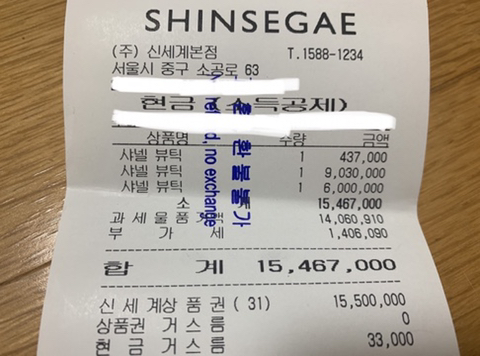 SHINSEGAE
(주) 신세계본점 T.1588-1234
서울시 중구 소공로 63
현금 득공제)
상품명 수량 금액
샤넬 뷰틱 1 437,000
샤넬 뷰틱 1 9,030,000
샤넬 뷰틱 1 6,000,000
소 15,467,000
과세물품 14,060,910
부 가 세 1,406,090
합 계 15,467,000
신세계상품권( 31) 15,500,000
상품권 거스름 0
현금 거스름 33,000
환불불가
no exchange